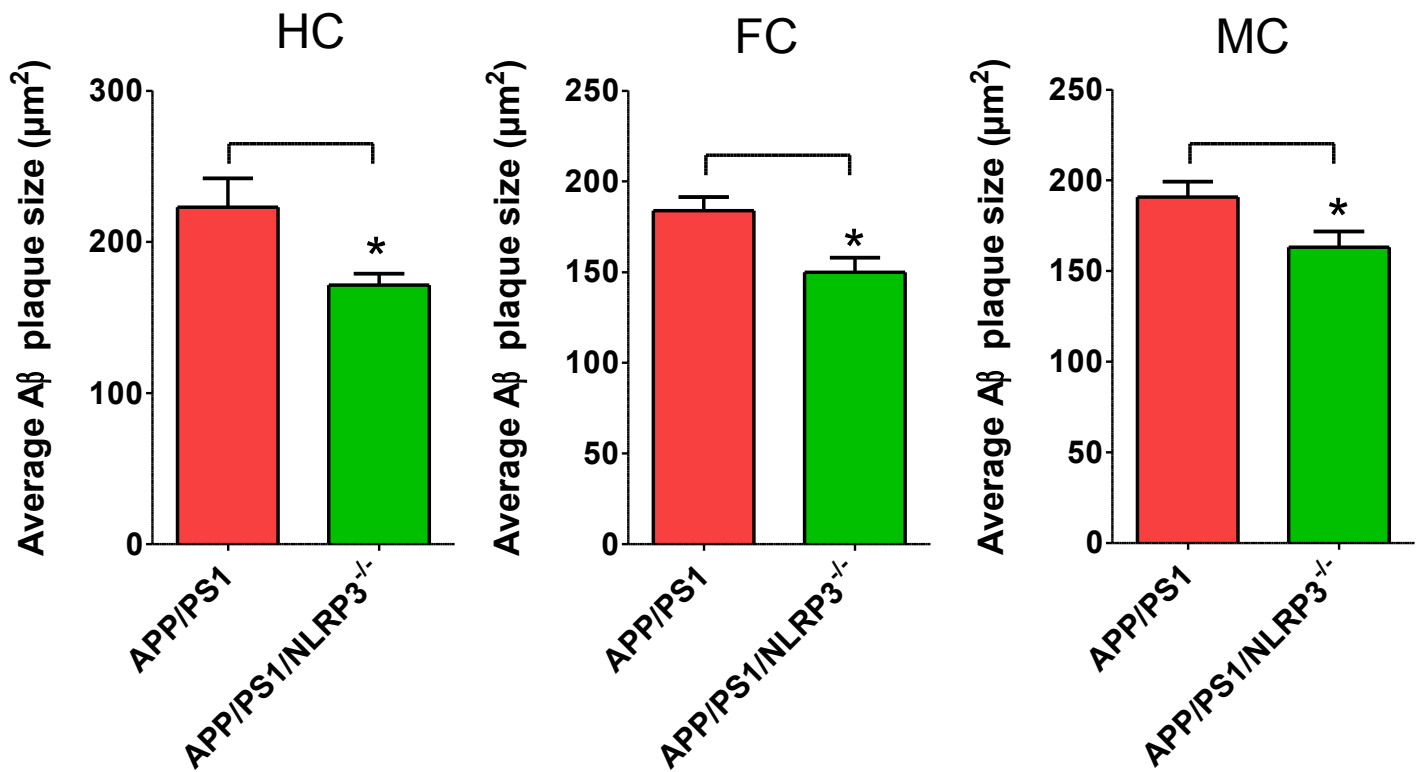 HC
Average Aβ plaque size (µm²)
300
200
100
0
*
APP/PS1
APP/PS1/NLRP3⁻/⁻
FC
Average Aβ plaque size (µm²)
250
200
150
100
50
0
*
APP/PS1
APP/PS1/NLRP3⁻/⁻
MC
Average Aβ plaque size (µm²)
250
200
150
100
50
0
*
APP/PS1
APP/PS1/NLRP3⁻/⁻